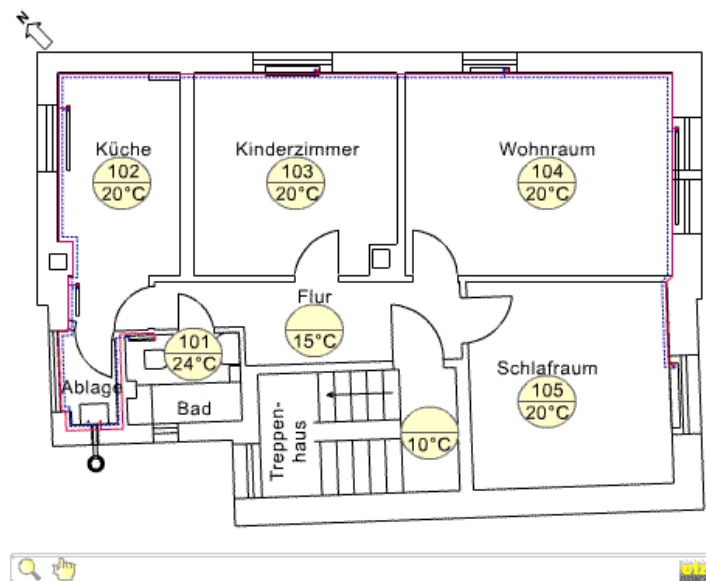 N
Küche
102
20°C
Kinderzimmer
103
20°C
Wohnraum
104
20°C
Flur
15°C
101
24°C
Ablage
Bad
Schlafraum
105
20°C
Treppen-
haus
10°C